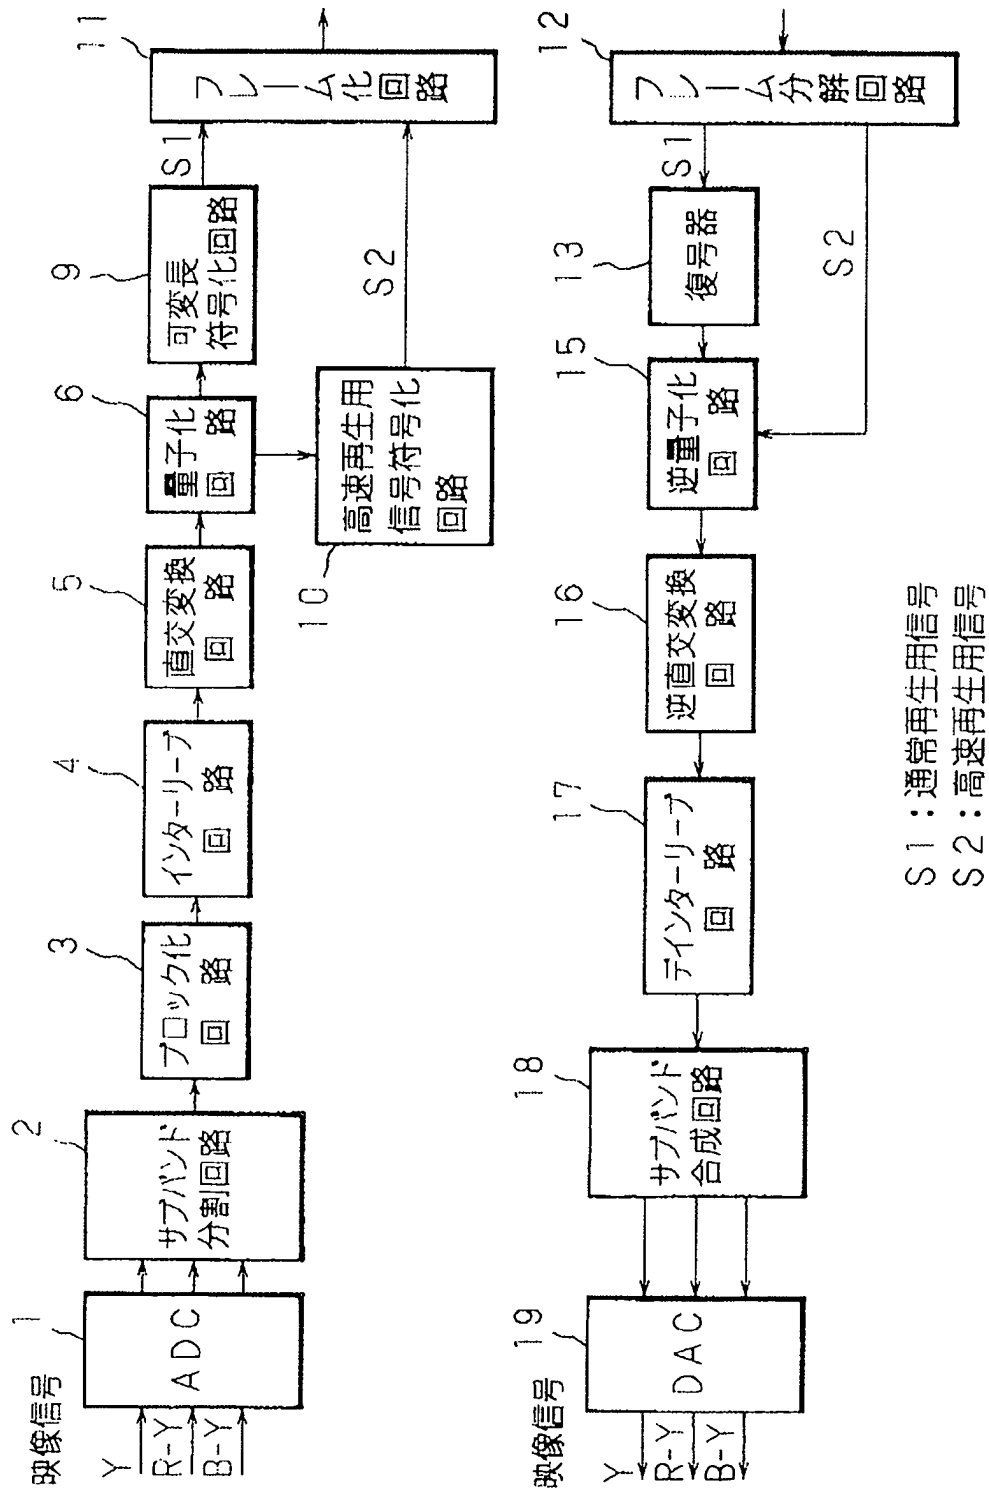 映像信号
Y
R-Y
B-Y
1
ADC
2
サブバンド
分割回路
3
ブロック化
回路
4
インターリーブ
回路
5
直交変換
回路
6
量子化
回路
9
可変長
符号化回路
S1
10
高速再生用
信号符号化
回路
S2
11
フレーム化回路
映像信号
Y
R-Y
B-Y
19
DAC
18
サブバンド
合成回路
17
デインターリーブ
回路
16
逆直交変換
回路
15
逆量子化
回路
13
復号器
S1
S2
12
フレーム分解回路
S1：通常再生用信号
S2：高速再生用信号